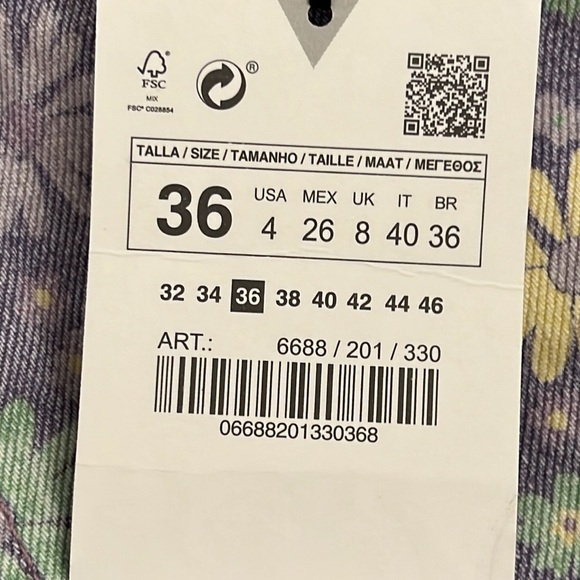 FSC®
MIX
FSC® C028854
®
TALLA / SIZE / TAMANHO / TAILLE / MAAT / ΜΕΓΕΘΟΣ
36
USA MEX UK IT BR
4 26 8 40 36
32 34 36 38 40 42 44 46
ART.: 6688 / 201 / 330
06688201330368